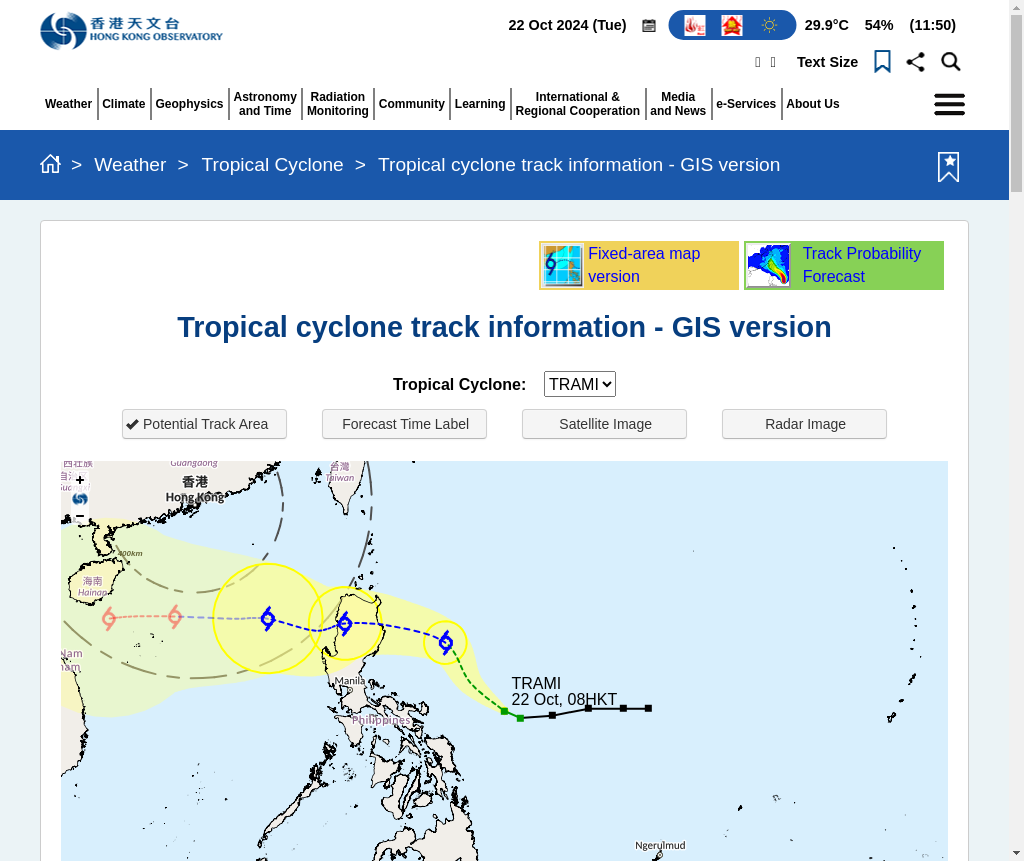 香港天文台
HONG KONG OBSERVATORY
22 Oct 2024 (Tue)
29.9°C 54% (11:50)
Text Size
Weather
Climate
Geophysics
Astronomy
and Time
Radiation
Monitoring
Community
Learning
International &
Regional Cooperation
Media
and News
e-Services
About Us
> Weather > Tropical Cyclone > Tropical cyclone track information - GIS version
Fixed-area map
version
Track Probability
Forecast
Tropical cyclone track information - GIS version
Tropical Cyclone: TRAMI
Potential Track Area
Forecast Time Label
Satellite Image
Radar Image
Guangdong
台灣
Taiwan
+
香港
Hong Kong
−
400km
海南
Hainan
TRAMI
22 Oct, 08HKT
Manila
Philippines
Ngerulmud